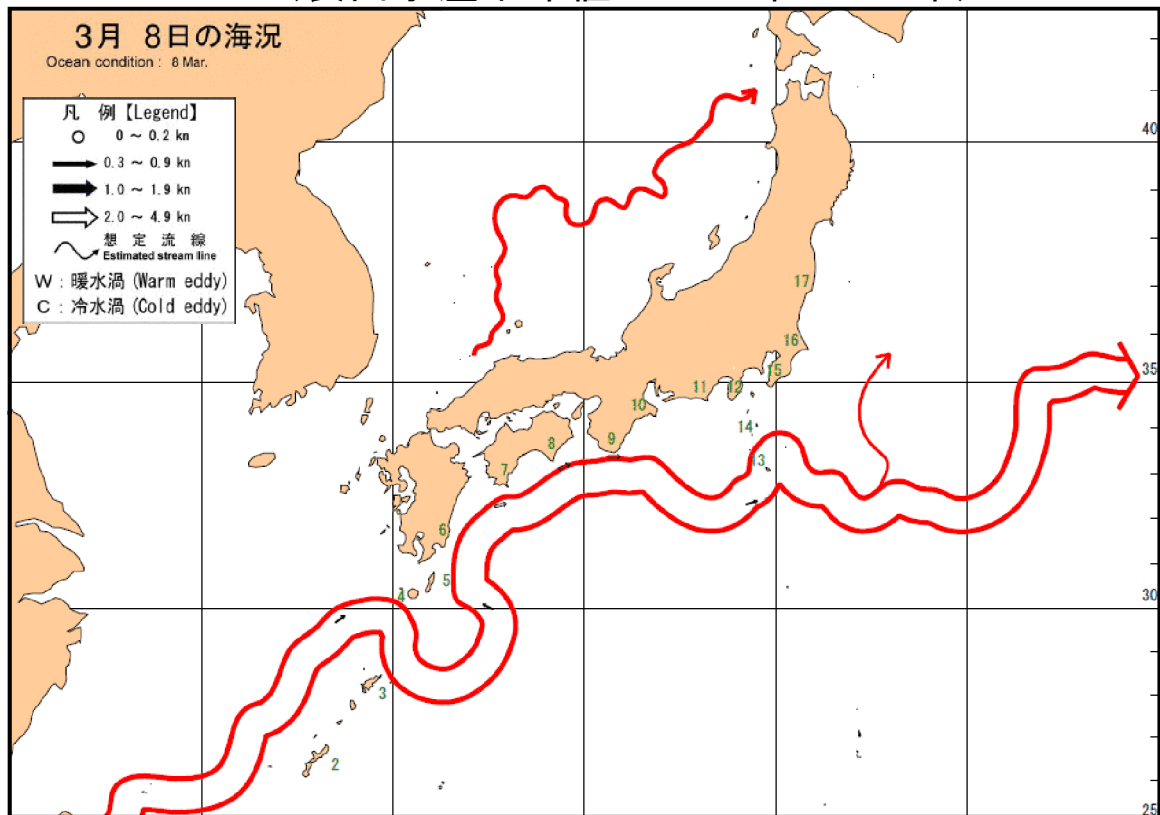 3月 8日の海況
Ocean condition : 8 Mar.
凡 例【Legend】
0 ~ 0.2 kn
0.3 ~ 0.9 kn
1.0 ~ 1.9 kn
2.0 ~ 4.9 kn
想 定 流 線
Estimated stream line
W : 暖水渦 (Warm eddy)
C : 冷水渦 (Cold eddy)
40
17
16
35
15
12
11
10
14
9
8
13
7
6
5
4
30
3
2
25